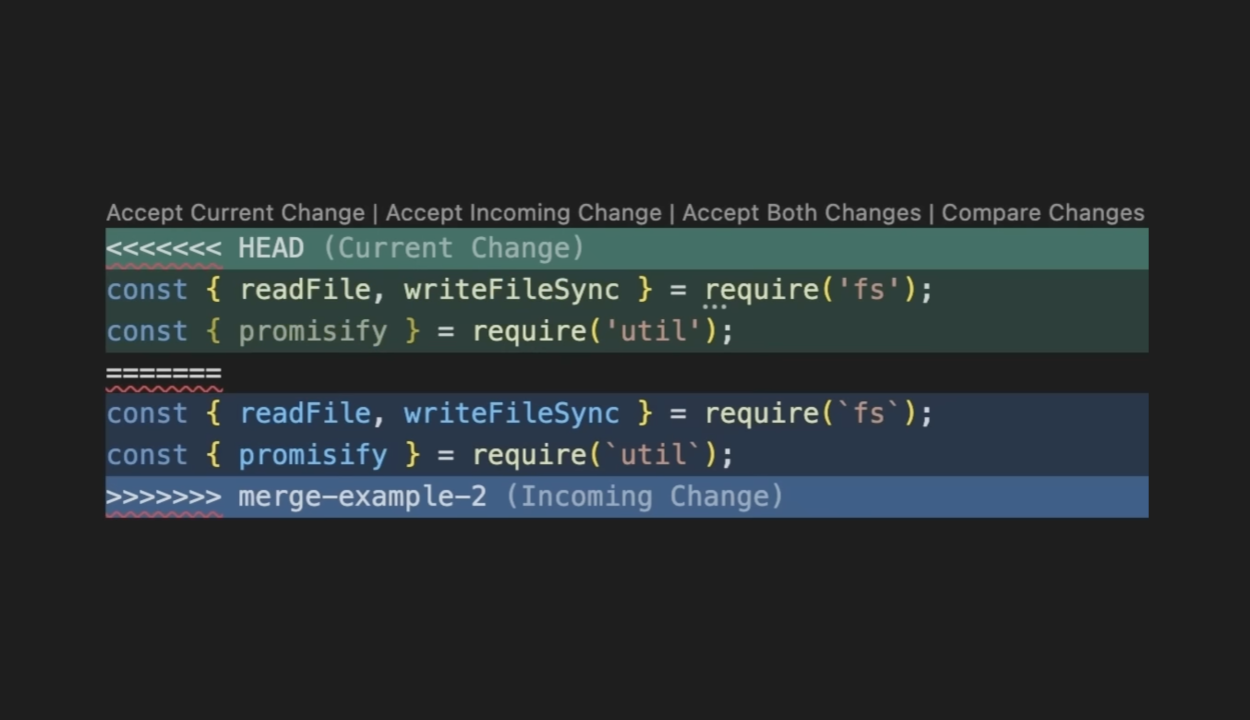 Accept Current Change | Accept Incoming Change | Accept Both Changes | Compare Changes
<<<<<<< HEAD (Current Change)
const { readFile, writeFileSync } = require('fs');
const { promisify } = require('util');
=======
const { readFile, writeFileSync } = require(`fs`);
const { promisify } = require(`util`);
>>>>>>> merge-example-2 (Incoming Change)